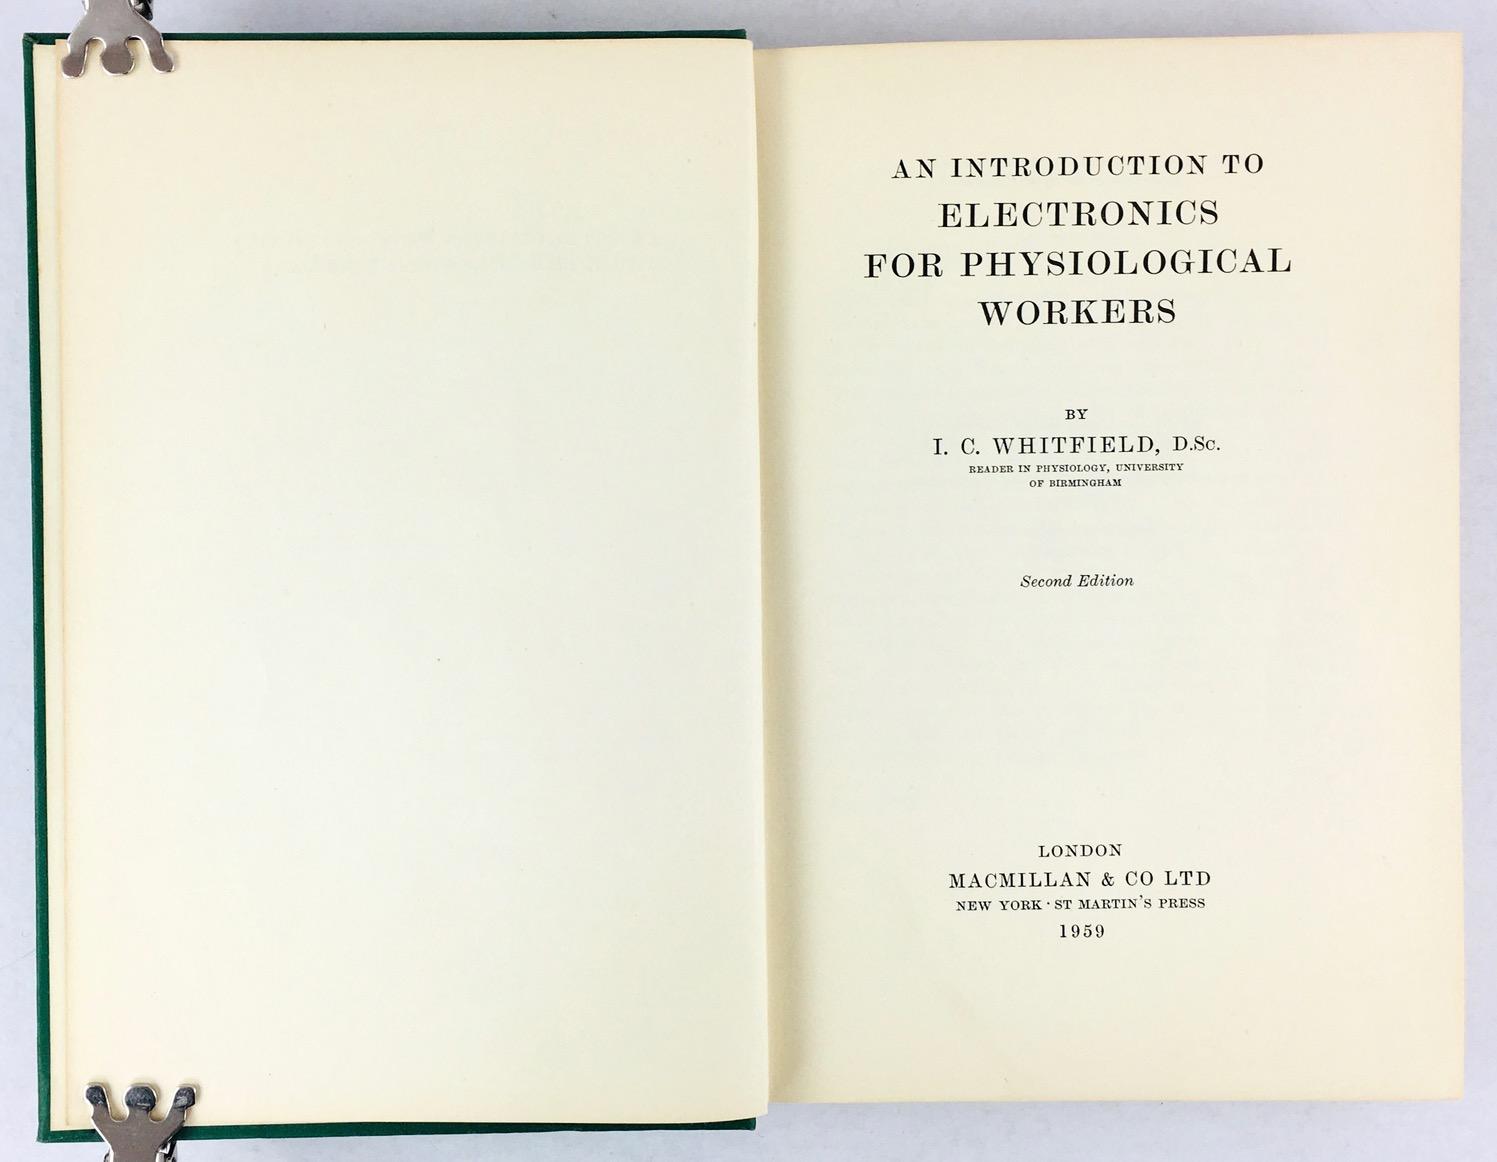 AN INTRODUCTION TO
ELECTRONICS
FOR PHYSIOLOGICAL
WORKERS
BY
I. C. WHITFIELD, D.Sc.
READER IN PHYSIOLOGY, UNIVERSITY
OF BIRMINGHAM
Second Edition
LONDON
MACMILLAN & CO LTD
NEW YORK · ST MARTIN'S PRESS
1959